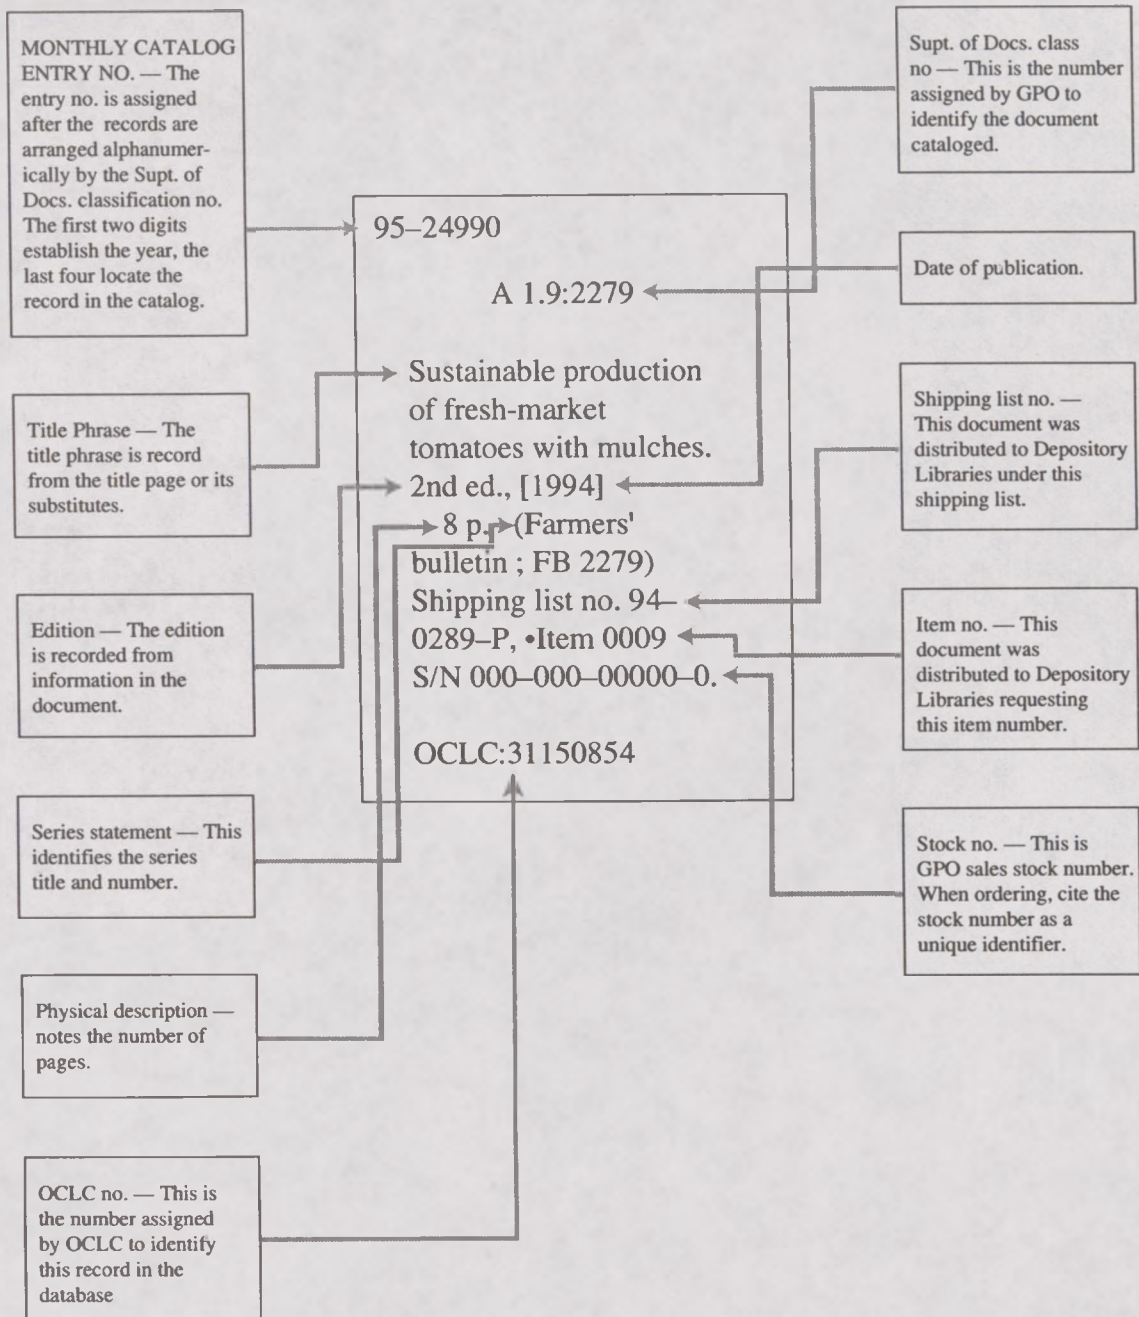 MONTHLY CATALOG
ENTRY NO. — The
entry no. is assigned
after the records are
arranged alphanumer-
ically by the Supt. of
Docs. classification no.
The first two digits
establish the year, the
last four locate the
record in the catalog.
Title Phrase — The
title phrase is record
from the title page or its
substitutes.
Edition — The edition
is recorded from
information in the
document.
Series statement — This
identifies the series
title and number.
Physical description —
notes the number of
pages.
OCLC no. — This is
the number assigned
by OCLC to identify
this record in the
database
95–24990
A 1.9:2279
Sustainable production
of fresh-market
tomatoes with mulches.
2nd ed., [1994]
8 p. (Farmers'
bulletin ; FB 2279)
Shipping list no. 94–
0289–P, •Item 0009
S/N 000–000–00000–0.
OCLC:31150854
Supt. of Docs. class
no — This is the number
assigned by GPO to
identify the document
cataloged.
Date of publication.
Shipping list no. —
This document was
distributed to Depository
Libraries under this
shipping list.
Item no. — This
document was
distributed to Depository
Libraries requesting
this item number.
Stock no. — This is
GPO sales stock number.
When ordering, cite the
stock number as a
unique identifier.